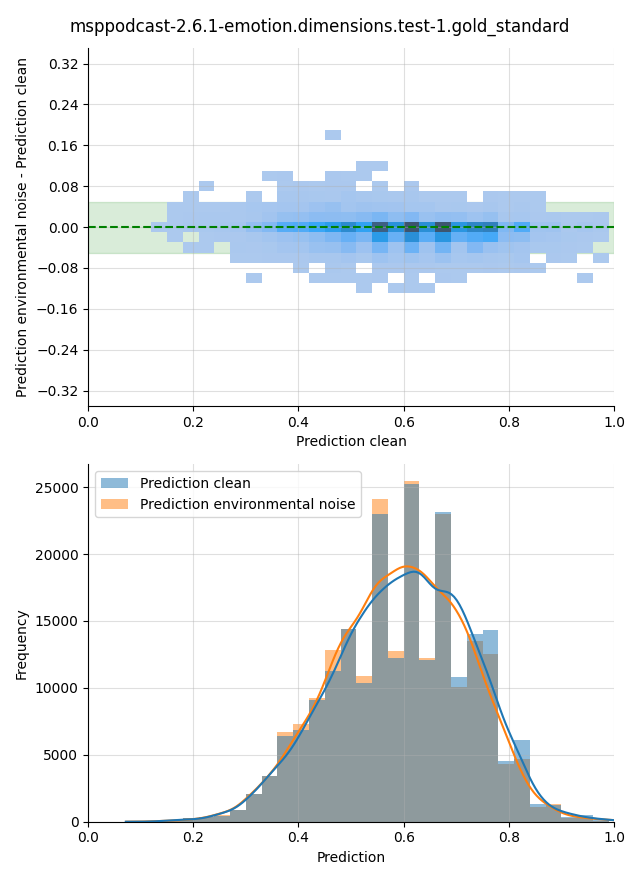 msppodcast-2.6.1-emotion.dimensions.test-1.gold_standard
Prediction environmental noise - Prediction clean
0.32
0.24
0.16
0.08
0.00
−0.08
−0.16
−0.24
−0.32
0.0 0.2 0.4 0.6 0.8 1.0
Prediction clean
Frequency
25000
20000
15000
10000
5000
0
Prediction clean
Prediction environmental noise
0.0 0.2 0.4 0.6 0.8 1.0
Prediction